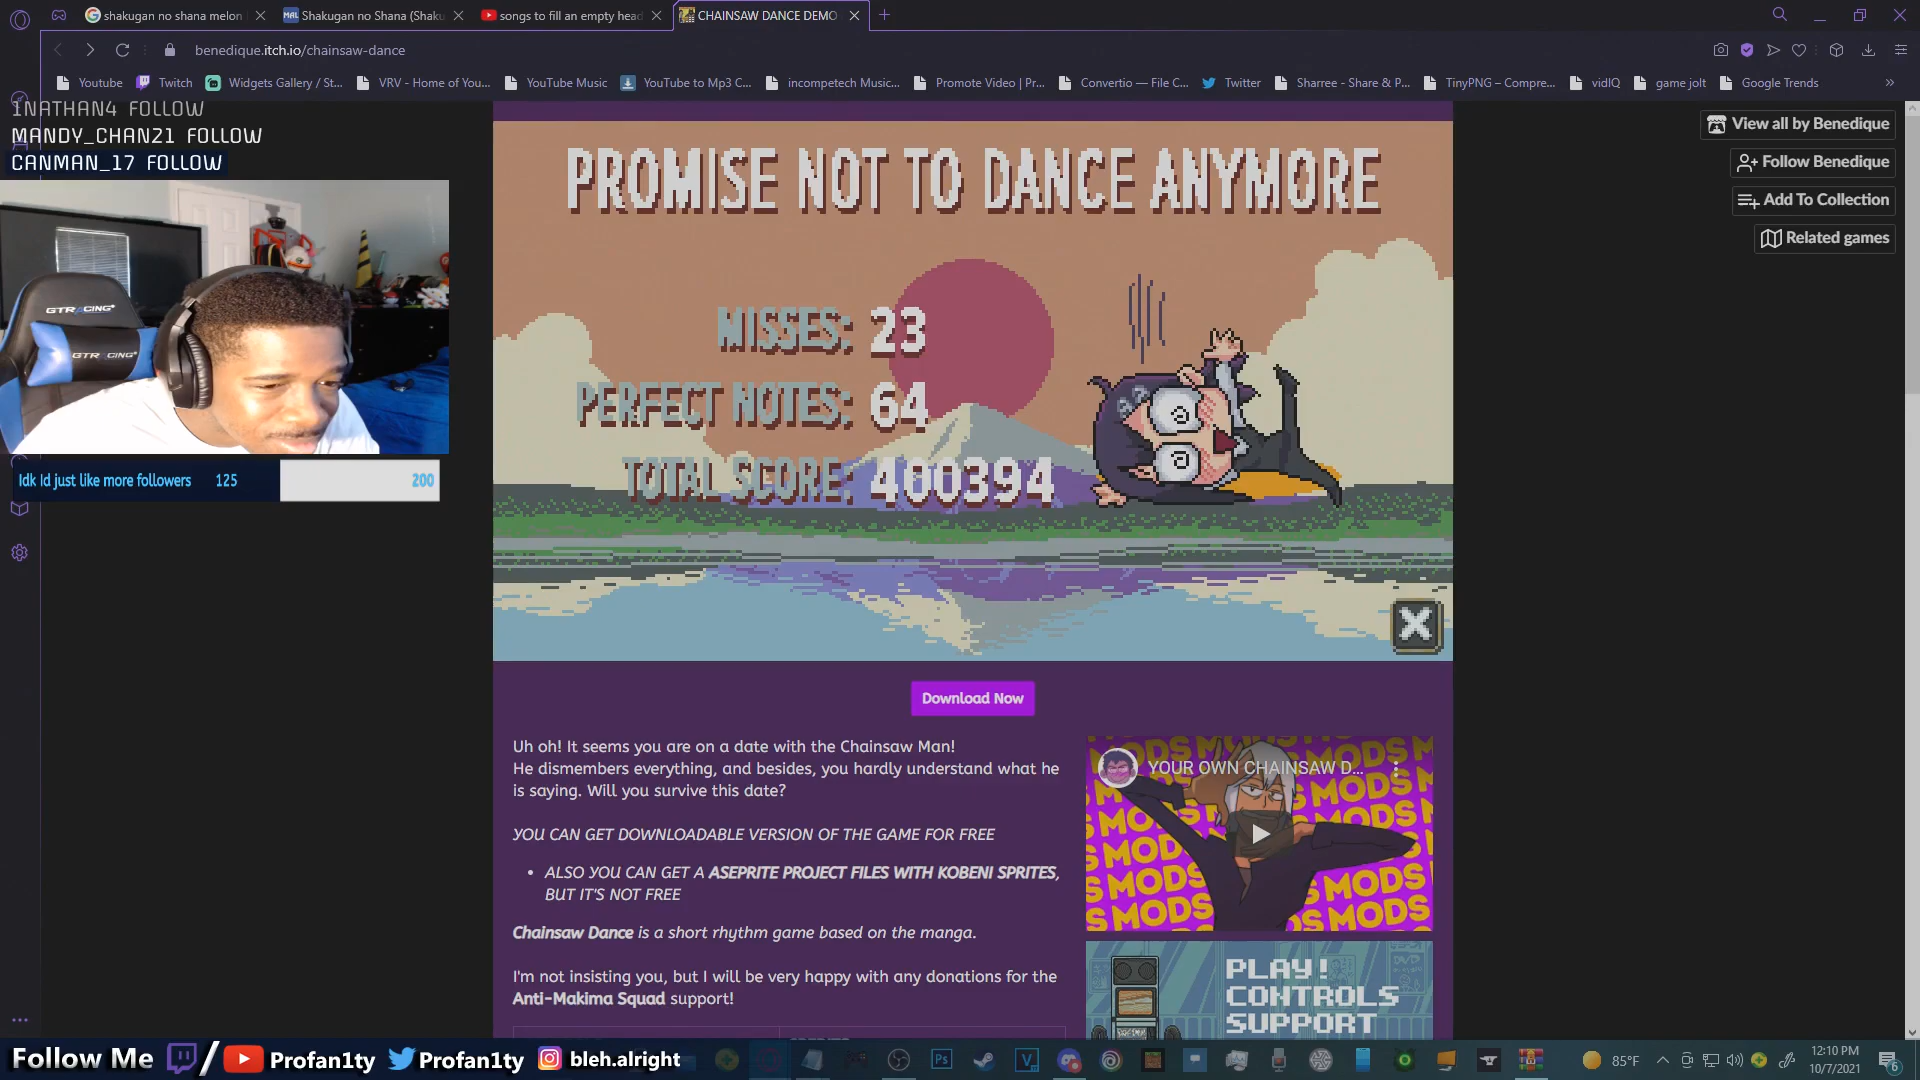 shakugan no shana melon
Shakugan no Shana (Shaku
songs to fill an empty head
CHAINSAW DANCE DEMO
benedique.itch.io/chainsaw-dance
Youtube
Twitch
Widgets Gallery / St...
VRV - Home of You...
YouTube Music
YouTube to Mp3 C...
incompetech Music...
Promote Video | Pr...
Convertio — File C...
Twitter
Sharree - Share & P...
TinyPNG – Compre...
vidIQ
game jolt
Google Trends
1NATHAN4 FOLLOW
MANDY_CHAN21 FOLLOW
CANMAN_17 FOLLOW
GTRACING
GTRACING
Idk Id just like more followers 125 200
PROMISE NOT TO DANCE ANYMORE
MISSES: 23
PERFECT NOTES: 64
TOTAL SCORE: 400394
View all by Benedique
Follow Benedique
Add To Collection
Related games
Download Now
Uh oh! It seems you are on a date with the Chainsaw Man!
He dismembers everything, and besides, you hardly understand what he
is saying. Will you survive this date?
YOU CAN GET DOWNLOADABLE VERSION OF THE GAME FOR FREE
• ALSO YOU CAN GET A ASEPRITE PROJECT FILES WITH KOBENI SPRITES,
BUT IT'S NOT FREE
Chainsaw Dance is a short rhythm game based on the manga.
I'm not insisting you, but I will be very happy with any donations for the
Anti-Makima Squad support!
YOUR OWN CHAINSAW D...
MODS
PLAY!
CONTROLS
SUPPORT
Follow Me / Profan1ty Profan1ty bleh.alright
85°F
12:10 PM
10/7/2021
6